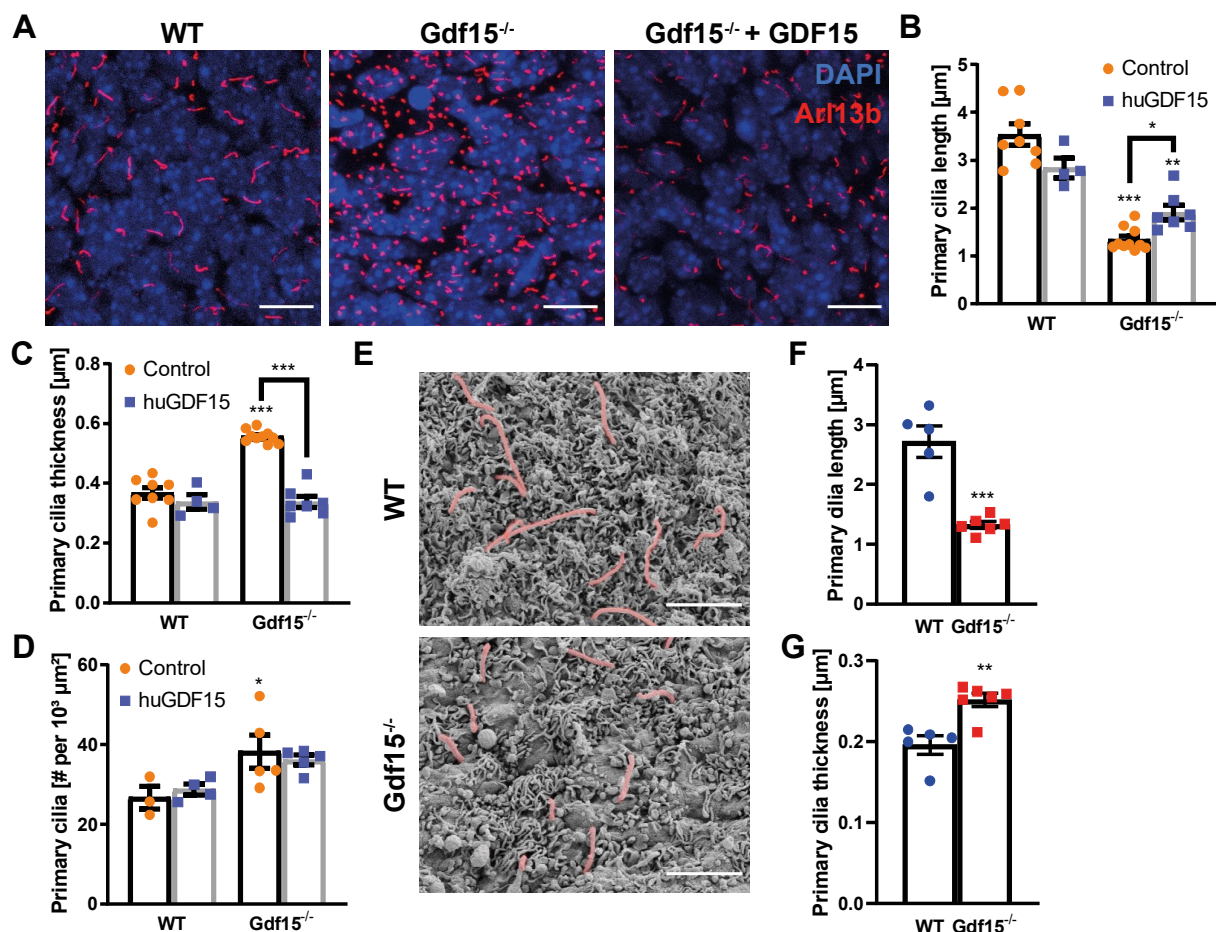 A
WT
Gdf15-/-
Gdf15-/- + GDF15
DAPI
Arl13b
B
Primary cilia length [µm]
5
4
3
2
1
0
Control
huGDF15
*
**
***
WT
Gdf15-/-
C
Primary cilia thickness [µm]
0.8
0.6
0.4
0.2
0.0
Control
huGDF15
***
***
WT
Gdf15-/-
D
Primary cilia [# per 10³ µm²]
60
40
20
0
Control
huGDF15
*
WT
Gdf15-/-
E
WT
Gdf15-/-
F
Primary dilia length [µm]
4
3
2
1
0
***
WT Gdf15-/-
G
Primary cilia thickness [µm]
0.3
0.2
0.1
0.0
**
WT Gdf15-/-